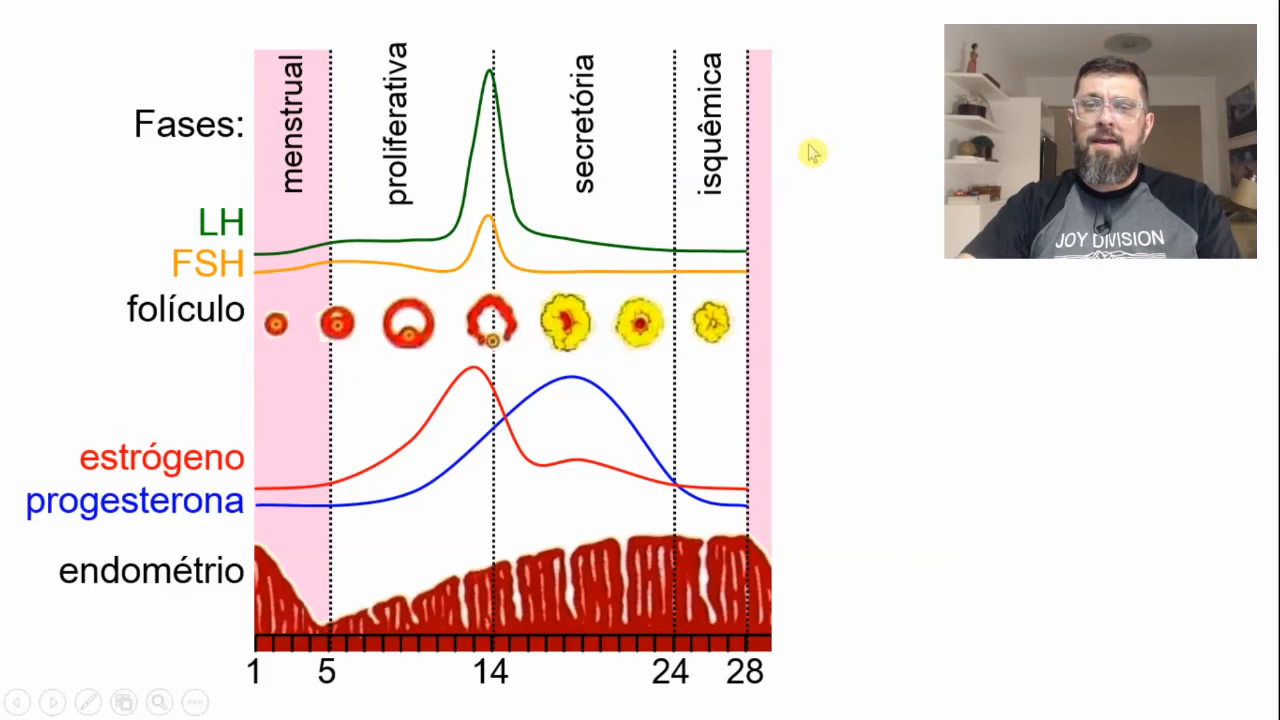 Fases:
menstrual
proliferativa
secretória
isquêmica
LH
FSH
folículo
estrógeno
progesterona
endométrio
1 5 14 24 28
JOY DIVISION